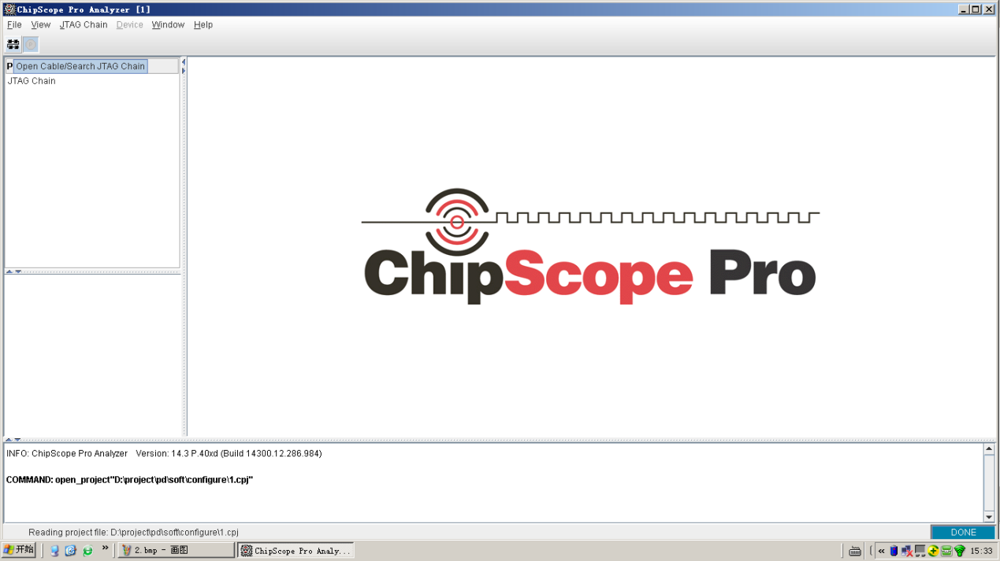 ChipScope Pro Analyzer [1]
File View JTAG Chain Device Window Help
P Open Cable/Search JTAG Chain
JTAG Chain
ChipScope Pro
INFO: ChipScope Pro Analyzer Version: 14.3 P.40xd (Build 14300.12.286.984)
COMMAND: open_project"D:\project\pd\soft\configure\1.cpj"
Reading project file: D:\project\pd\soft\configure\1.cpj
DONE
开始 » 2.bmp - 画图 ChipScope Pro Analy... « 15:33